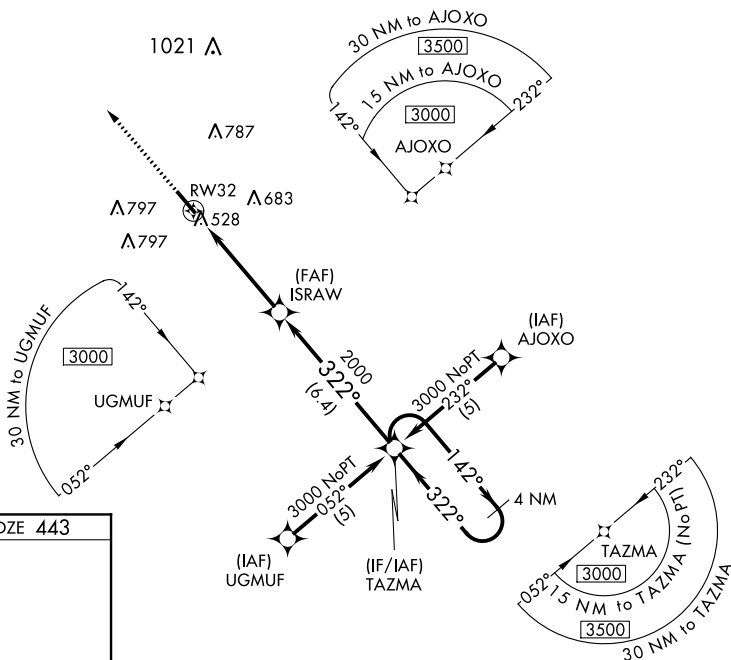 1021
30 NM to AJOXO
3500
15 NM to AJOXO
3000
142°
232°
AJOXO
787
RW32
683
797
528
797
(FAF)
ISRAW
142°
30 NM to UGMUF
3000
UGMUF
052°
2000
322°
(6.4)
(IAF)
AJOXO
3000 NoPT
232°
(5)
142°
322°
4 NM
3000 NoPT
052°
(5)
(IAF)
UGMUF
(IF/IAF)
TAZMA
232°
TAZMA
052°
3000
15 NM to TAZMA (NoPT)
3500
30 NM to TAZMA
DZE 443